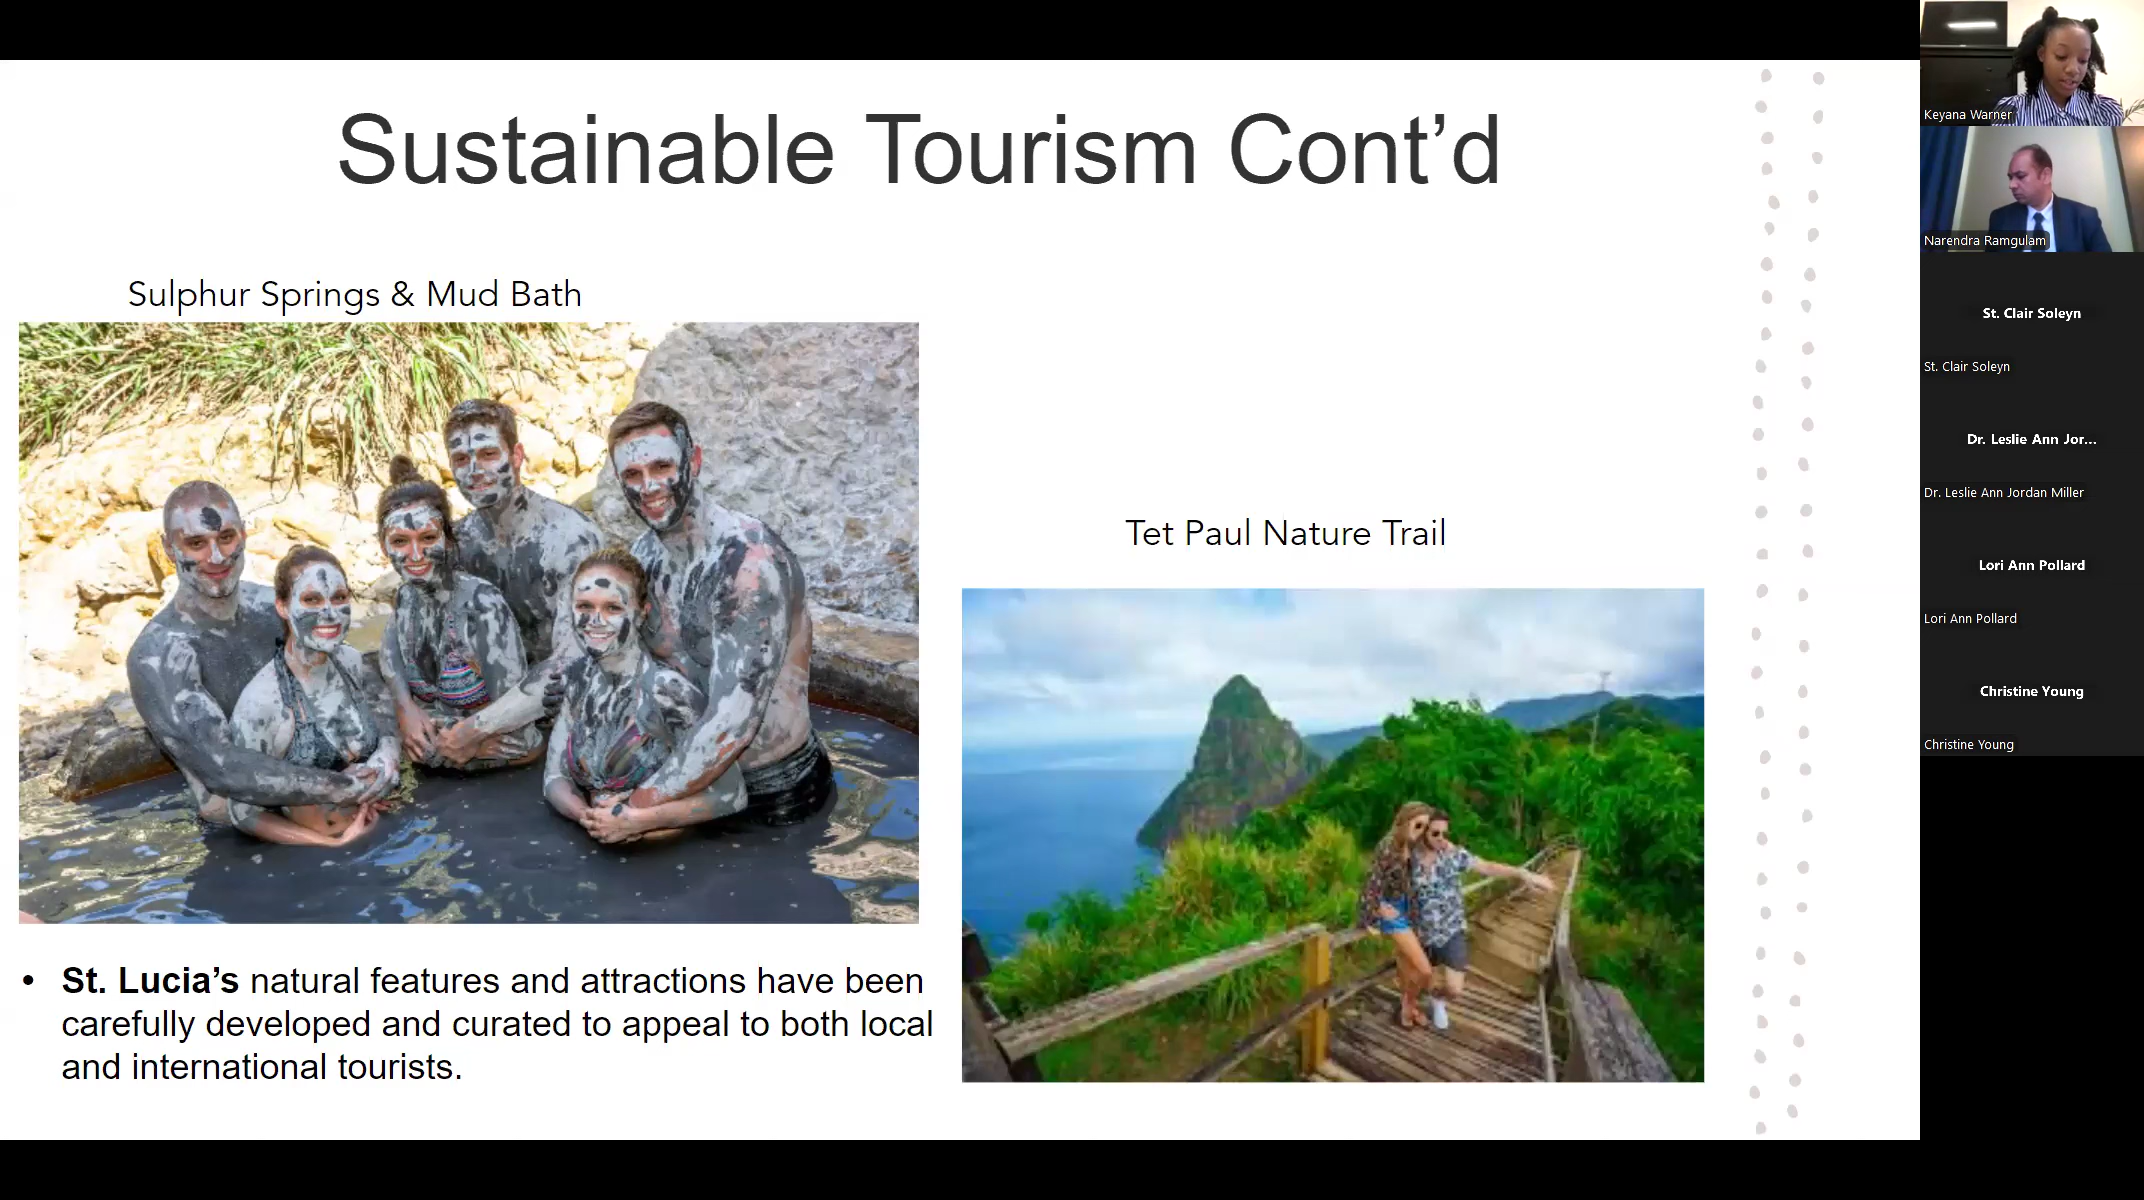 Sustainable Tourism Cont’d
Sulphur Springs & Mud Bath
Tet Paul Nature Trail
• St. Lucia’s natural features and attractions have been
carefully developed and curated to appeal to both local
and international tourists.
Keyana Warner
Narendra Ramgulam
St. Clair Soleyn
St. Clair Soleyn
Dr. Leslie Ann Jor...
Dr. Leslie Ann Jordan Miller
Lori Ann Pollard
Lori Ann Pollard
Christine Young
Christine Young